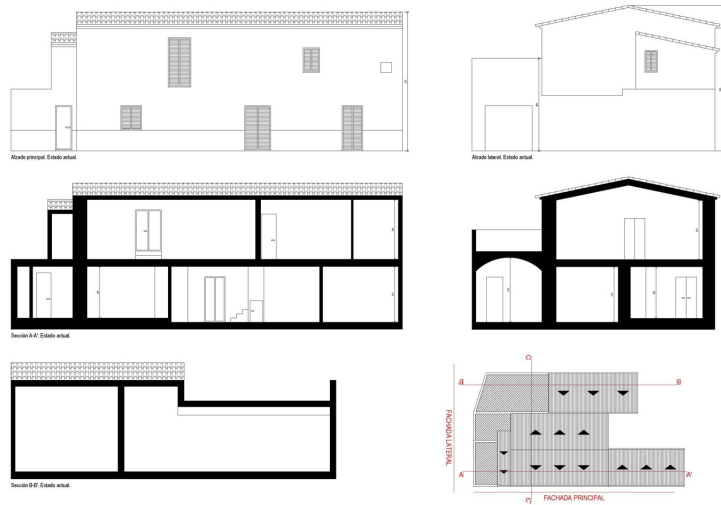 Alzado principal. Estado actual.
Alzado lateral. Estado actual.
Sección A-A'. Estado actual.
Sección B-B'. Estado actual.
C
B'
B
FACHADA LATERAL
A
A'
C'
FACHADA PRINCIPAL